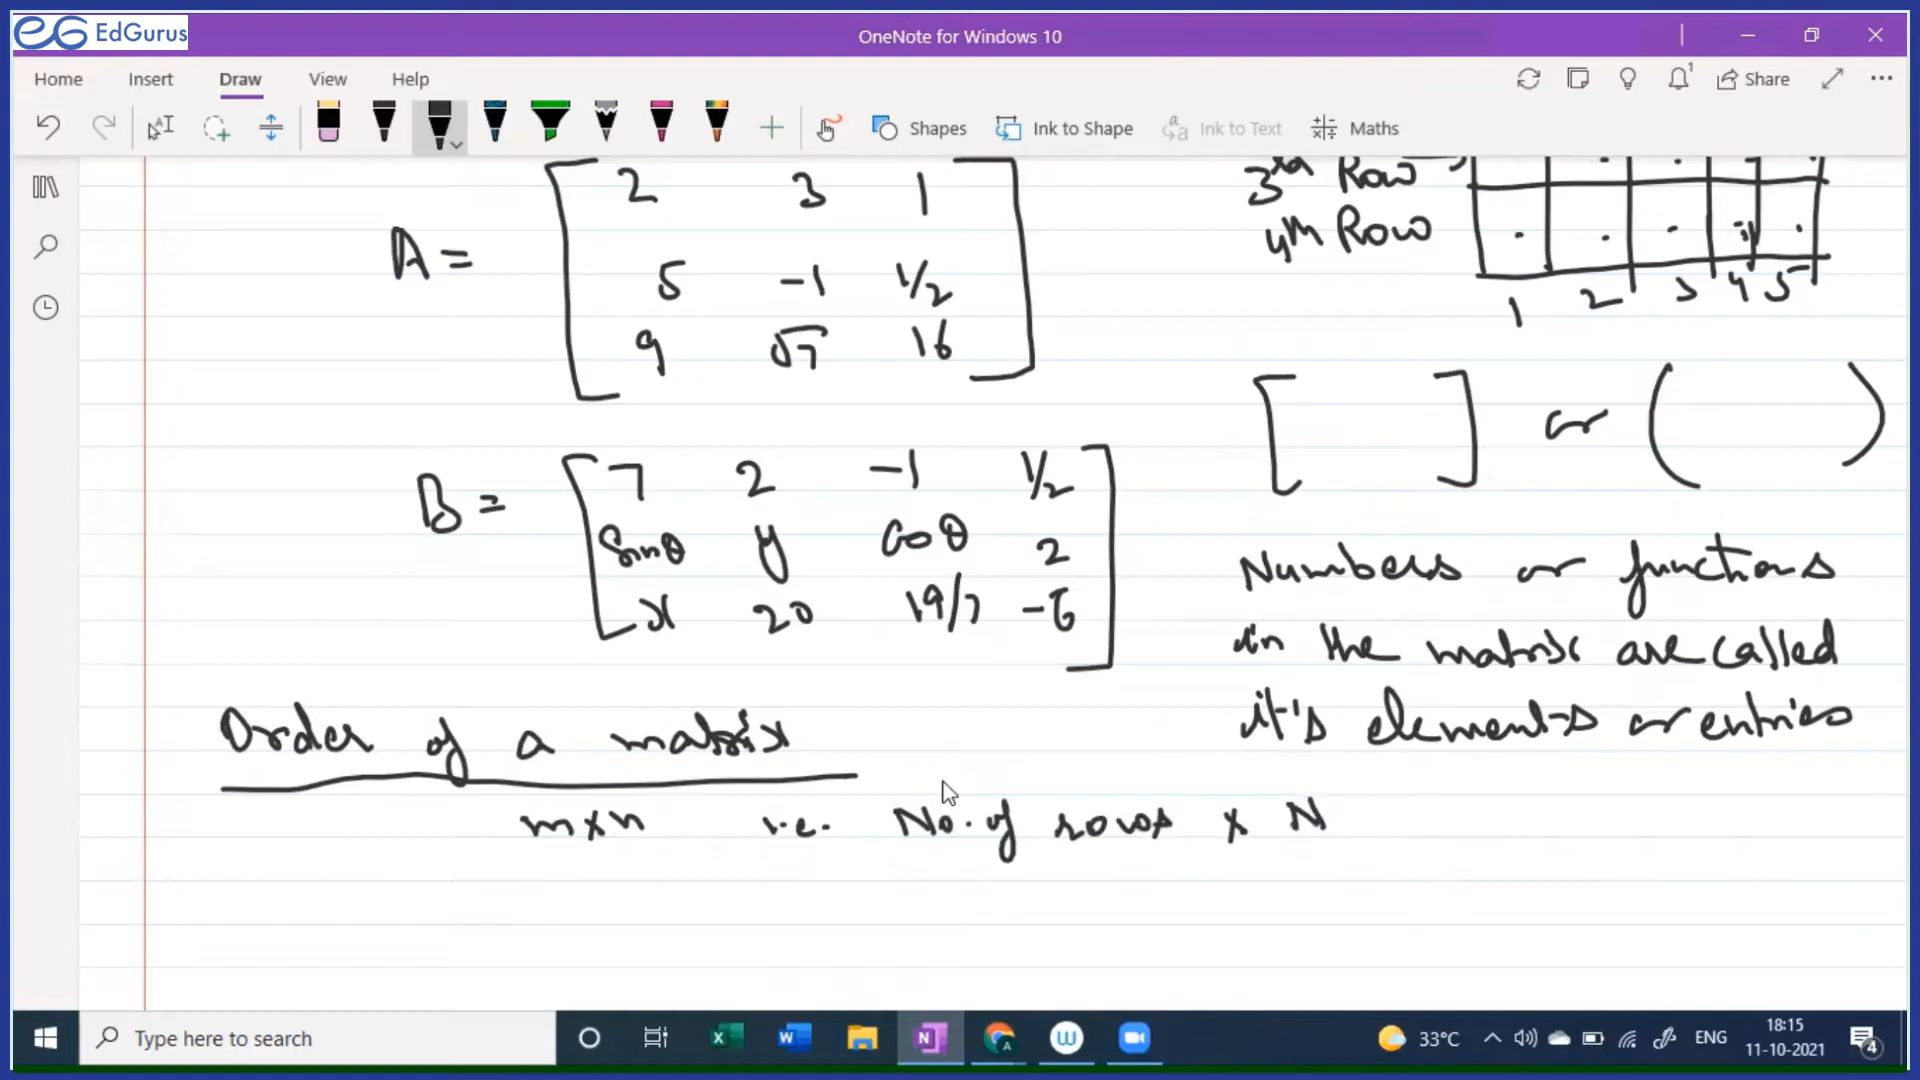 EdGurus
OneNote for Windows 10
Home Insert Draw View Help
1
Share
Shapes Ink to Shape Ink to Text Maths
3rd Row
4th Row
1 2 3 4 5
A = [ 2 3 1
5 -1 1/2
9 √7 16 ]
[ ] or ( )
B = [ 7 2 -1 1/2
Sinθ y Cosθ 2
x 20 19/7 -6 ]
Numbers or functions
in the matrix are called
it's elements or entries
Order of a matrix
m×n i.e. No. of rows x N
Type here to search
33°C ENG
18:15
11-10-2021
4